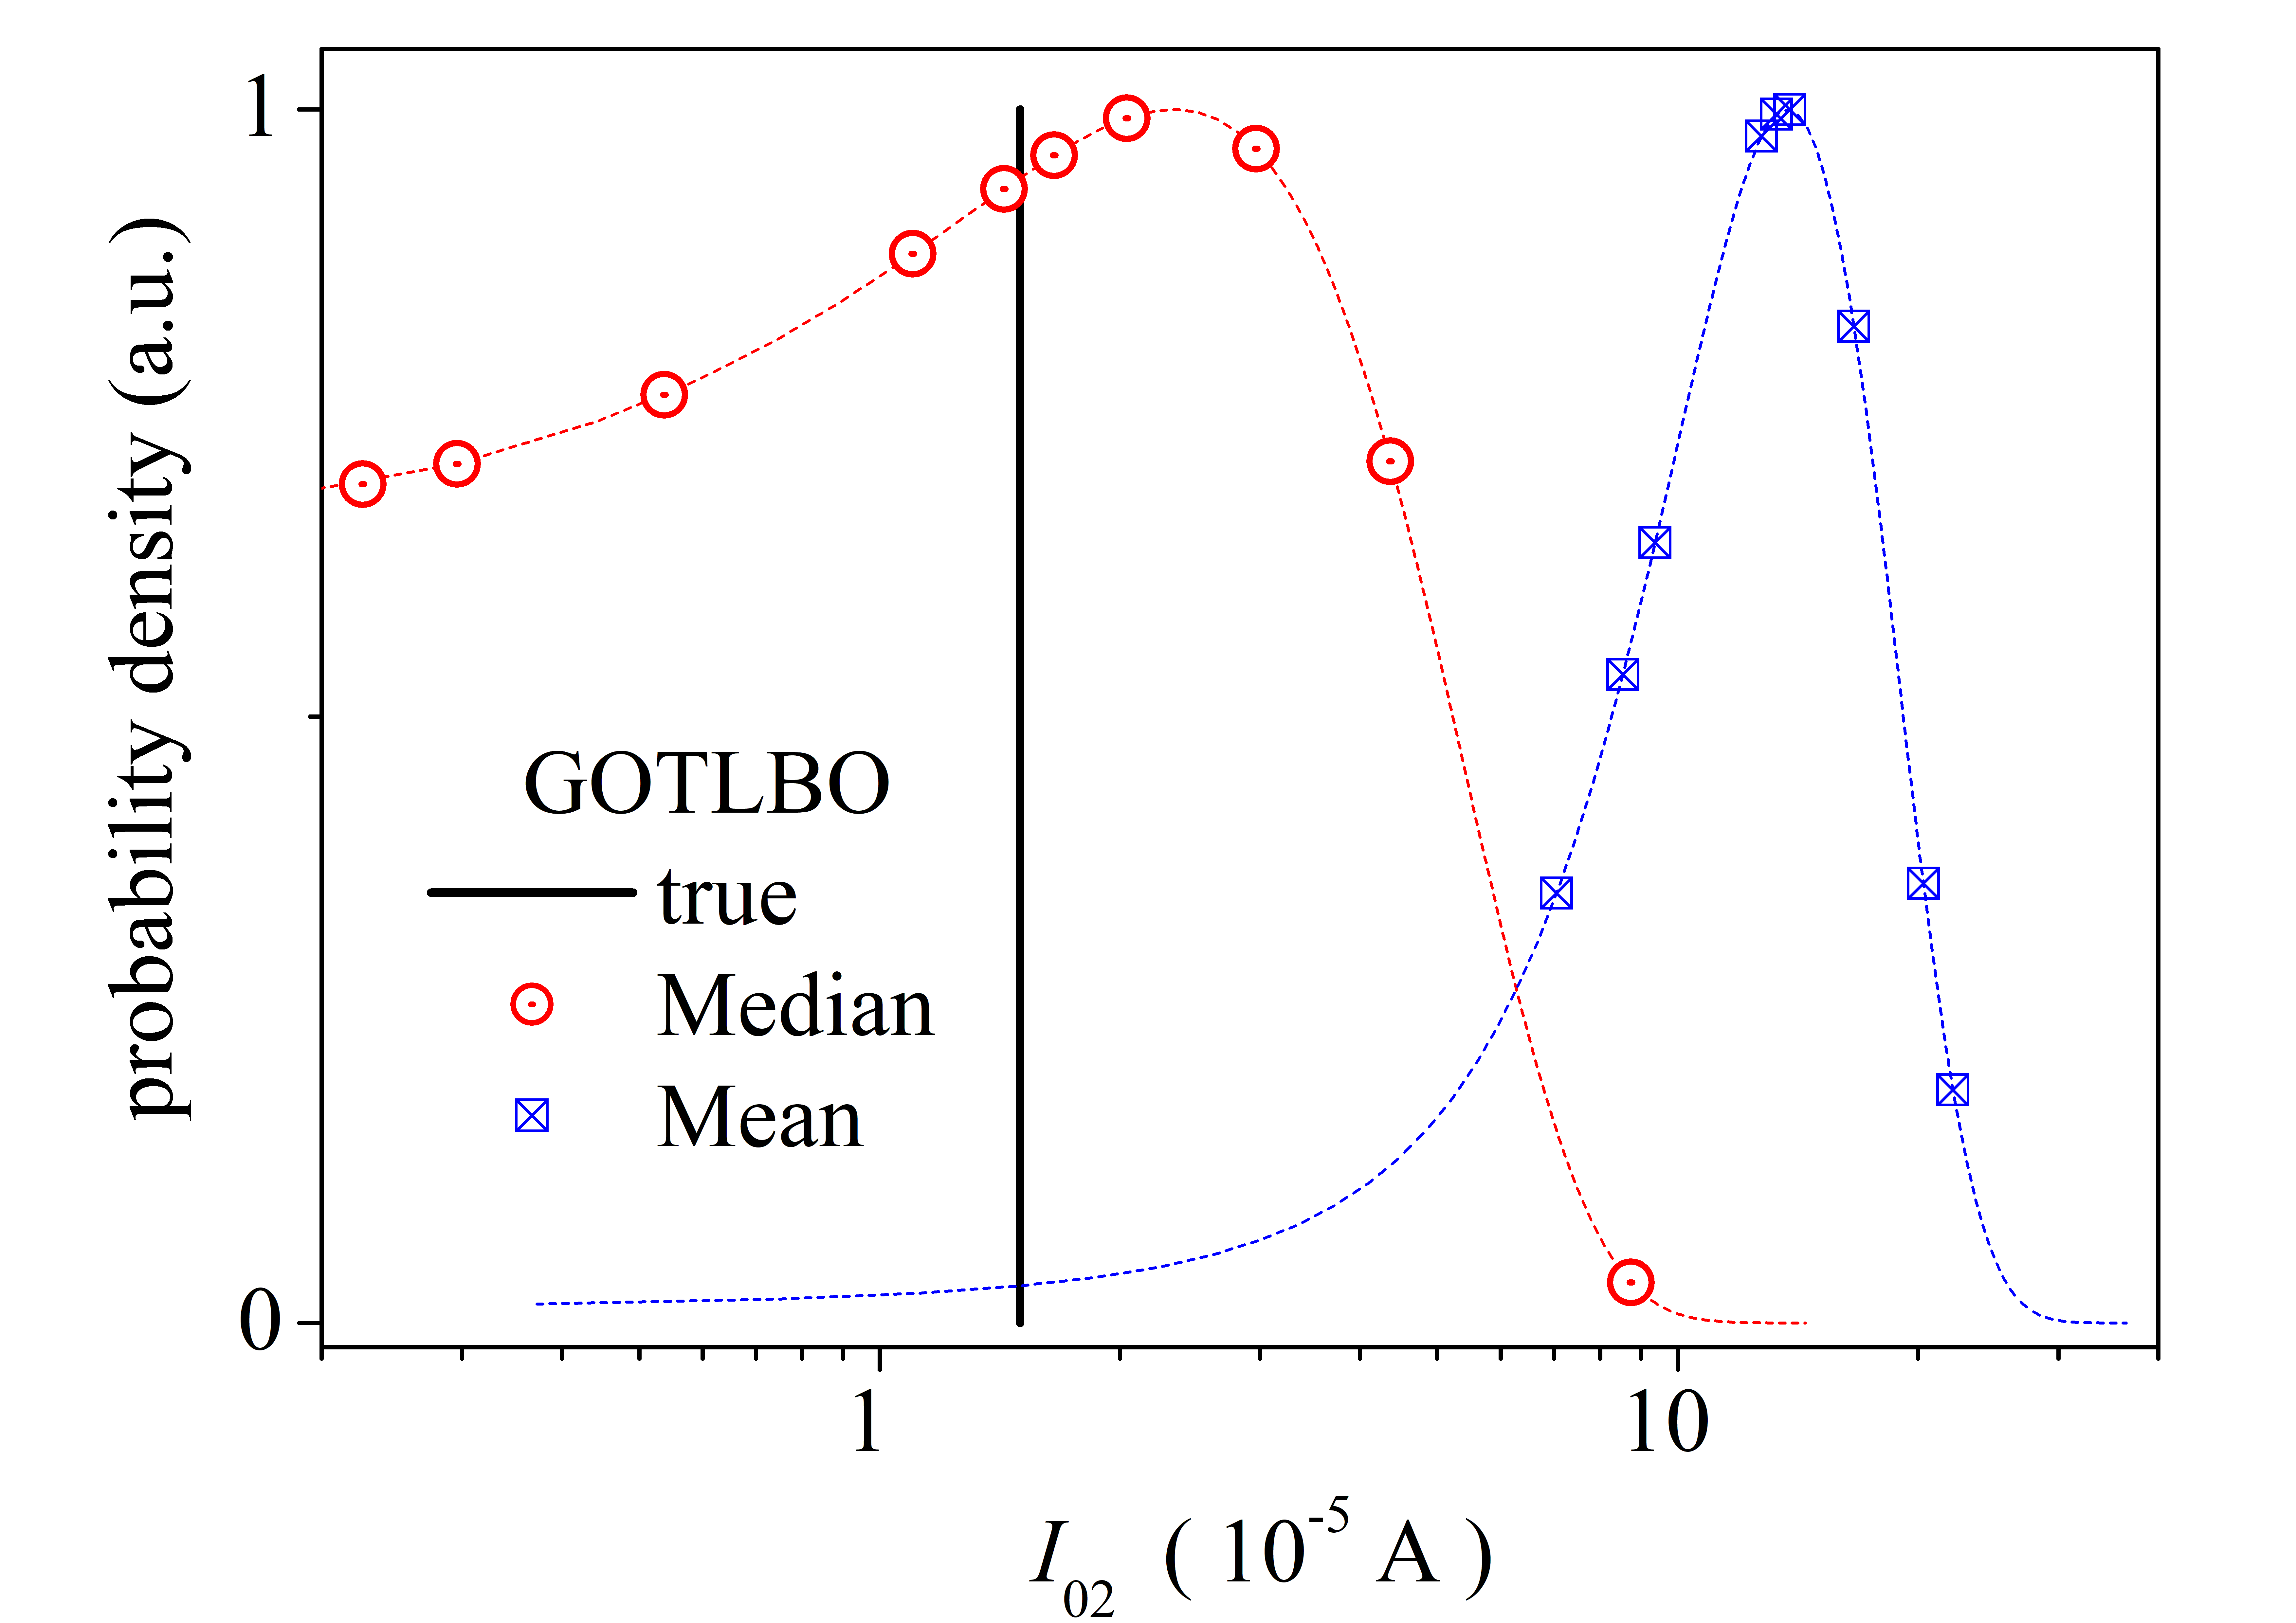 probability density (a.u.)
1
0
GOTLBO
true
Median
Mean
1 10
I02 ( 10-5 A )